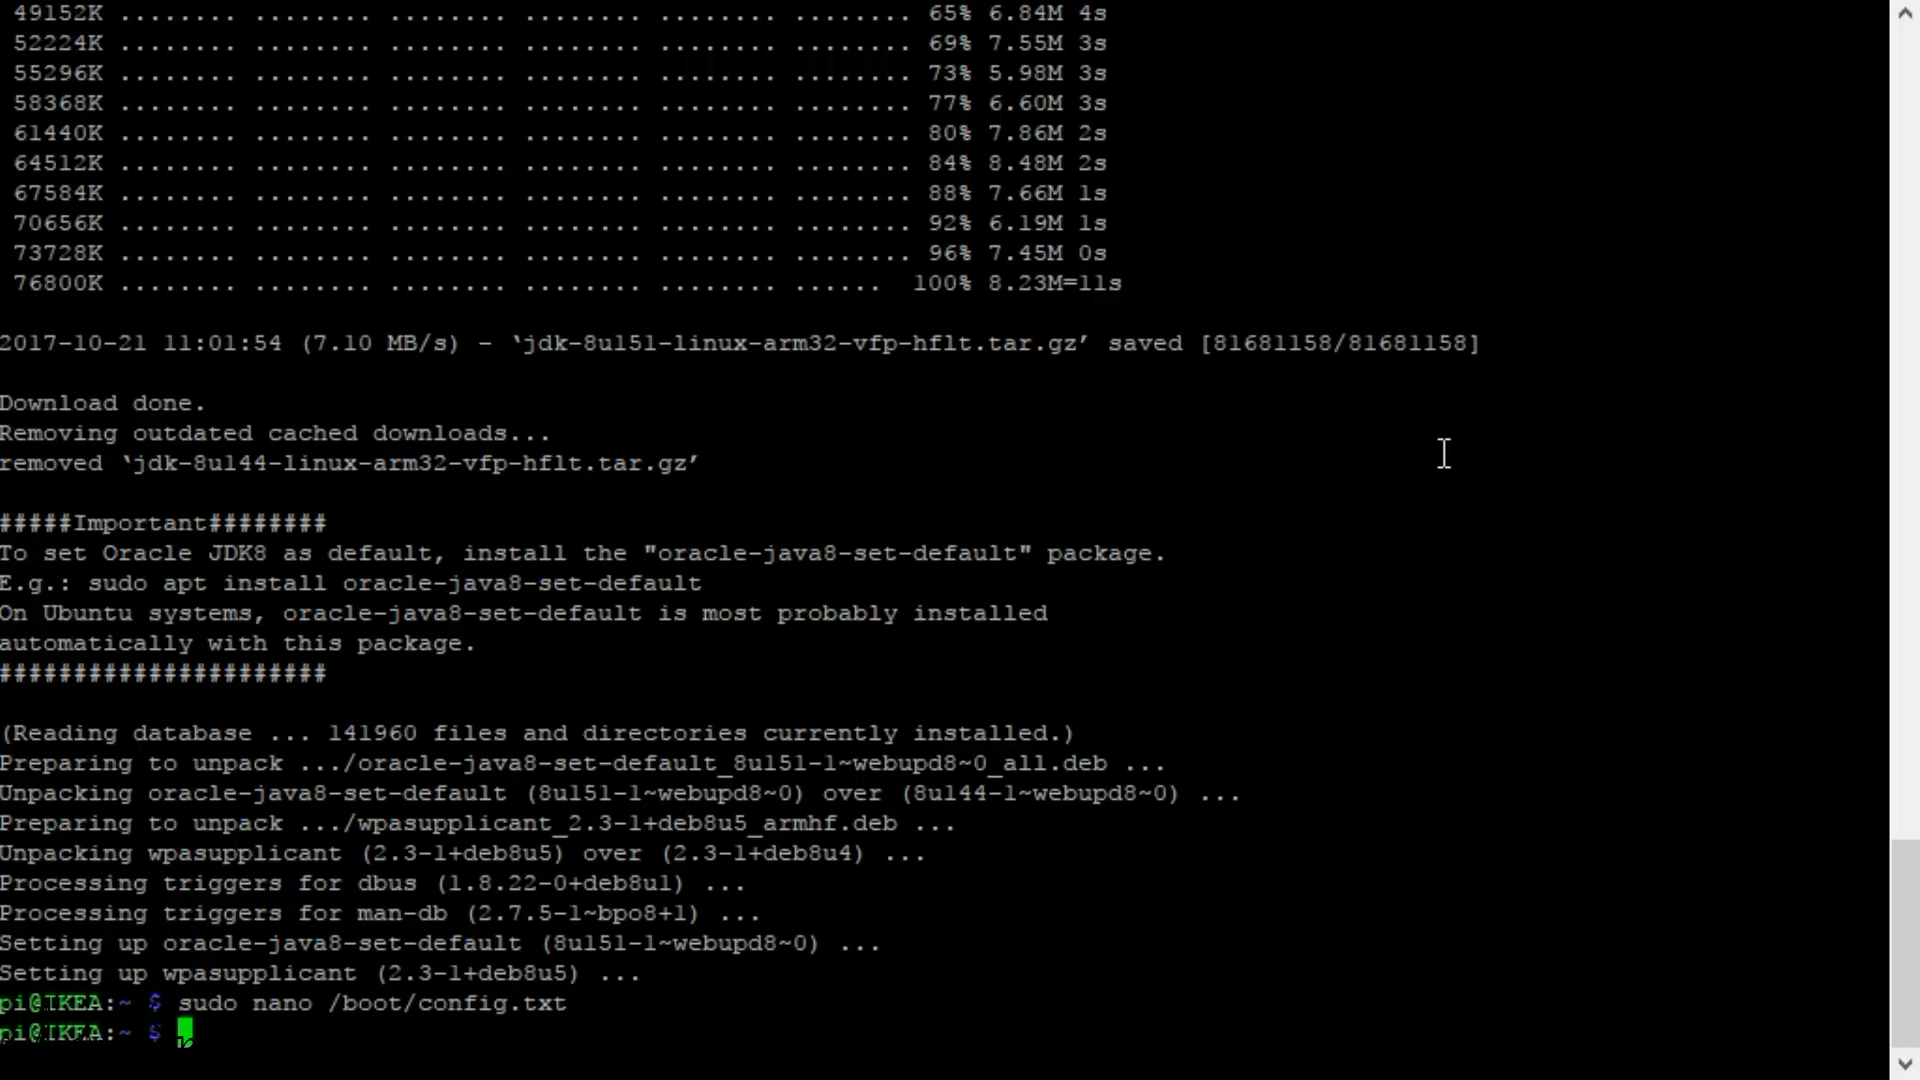 49152K ........ ........ ........ ........ ........ ........ 65% 6.84M 4s
52224K ........ ........ ........ ........ ........ ........ 69% 7.55M 3s
55296K ........ ........ ........ ........ ........ ........ 73% 5.98M 3s
58368K ........ ........ ........ ........ ........ ........ 77% 6.60M 3s
61440K ........ ........ ........ ........ ........ ........ 80% 7.86M 2s
64512K ........ ........ ........ ........ ........ ........ 84% 8.48M 2s
67584K ........ ........ ........ ........ ........ ........ 88% 7.66M 1s
70656K ........ ........ ........ ........ ........ ........ 92% 6.19M 1s
73728K ........ ........ ........ ........ ........ ........ 96% 7.45M 0s
76800K ........ ........ ........ ........ ........ ...... 100% 8.23M=11s
2017-10-21 11:01:54 (7.10 MB/s) - ‘jdk-8u151-linux-arm32-vfp-hflt.tar.gz’ saved [81681158/81681158]
Download done.
Removing outdated cached downloads...
removed ‘jdk-8u144-linux-arm32-vfp-hflt.tar.gz’
#####Important########
To set Oracle JDK8 as default, install the "oracle-java8-set-default" package.
E.g.: sudo apt install oracle-java8-set-default
On Ubuntu systems, oracle-java8-set-default is most probably installed
automatically with this package.
######################
(Reading database ... 141960 files and directories currently installed.)
Preparing to unpack .../oracle-java8-set-default_8u151-1~webupd8~0_all.deb ...
Unpacking oracle-java8-set-default (8u151-1~webupd8~0) over (8u144-1~webupd8~0) ...
Preparing to unpack .../wpasupplicant_2.3-1+deb8u5_armhf.deb ...
Unpacking wpasupplicant (2.3-1+deb8u5) over (2.3-1+deb8u4) ...
Processing triggers for dbus (1.8.22-0+deb8u1) ...
Processing triggers for man-db (2.7.5-1~bpo8+1) ...
Setting up oracle-java8-set-default (8u151-1~webupd8~0) ...
Setting up wpasupplicant (2.3-1+deb8u5) ...
pi@IKEA:~ $ sudo nano /boot/config.txt
pi@IKEA:~ $